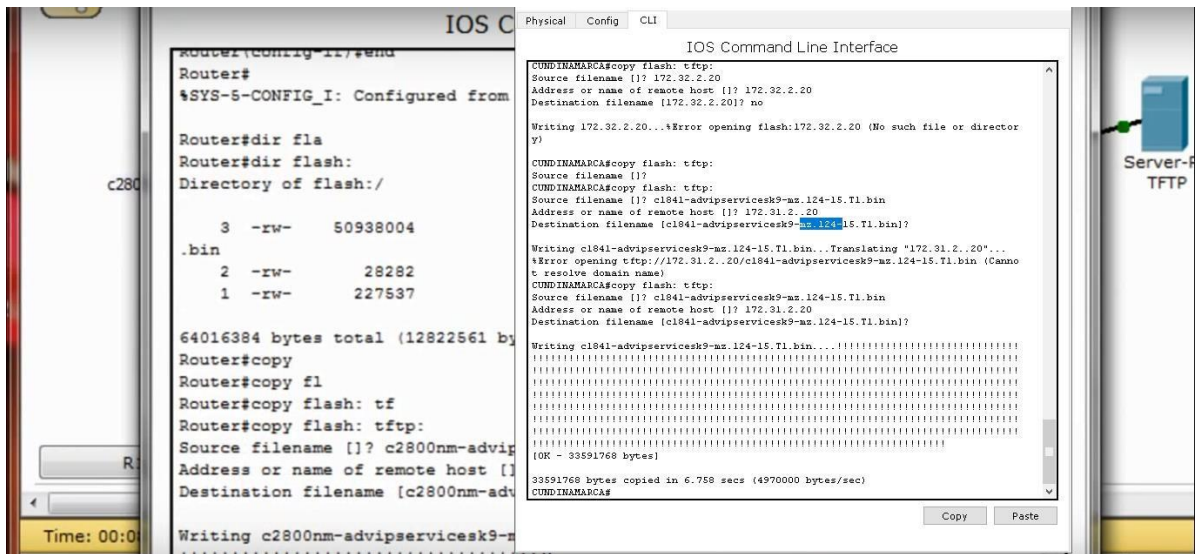 IOS C
Router(config-if)#end
Router#
%SYS-5-CONFIG_I: Configured from
Router#dir fla
Router#dir flash:
Directory of flash:/
3 -rw- 50938004
.bin
2 -rw- 28282
1 -rw- 227537
64016384 bytes total (12822561 by
Router#copy
Router#copy fl
Router#copy flash: tf
Router#copy flash: tftp:
Source filename []? c2800nm-advip
Address or name of remote host []
Destination filename [c2800nm-adv
Writing c2800nm-advipservicesk9-m
c280
R1
Time: 00:0
Physical Config CLI
IOS Command Line Interface
CUNDINAMARCA#copy flash: tftp:
Source filename []? 172.32.2.20
Address or name of remote host []? 172.32.2.20
Destination filename [172.32.2.20]? no
Writing 172.32.2.20...%Error opening flash:172.32.2.20 (No such file or director
y)
CUNDINAMARCA#copy flash: tftp:
Source filename []?
CUNDINAMARCA#copy flash: tftp:
Source filename []? c1841-advipservicesk9-mz.124-15.T1.bin
Address or name of remote host []? 172.31.2..20
Destination filename [c1841-advipservicesk9-mz.124-15.T1.bin]?
Writing c1841-advipservicesk9-mz.124-15.T1.bin...Translating "172.31.2..20"...
%Error opening tftp://172.31.2..20/c1841-advipservicesk9-mz.124-15.T1.bin (Canno
t resolve domain name)
CUNDINAMARCA#copy flash: tftp:
Source filename []? c1841-advipservicesk9-mz.124-15.T1.bin
Address or name of remote host []? 172.31.2.20
Destination filename [c1841-advipservicesk9-mz.124-15.T1.bin]?
Writing c1841-advipservicesk9-mz.124-15.T1.bin....!!!!!!!!!!!!!!!!!!!!!!!!!!!!!!
!!!!!!!!!!!!!!!!!!!!!!!!!!!!!!!!!!!!!!!!!!!!!!!!!!!!!!!!!!!!!!!!!!!!!!!!!!!!!!!!
!!!!!!!!!!!!!!!!!!!!!!!!!!!!!!!!!!!!!!!!!!!!!!!!!!!!!!!!!!!!!!!!!!!!!!!!!!!!!!!!
!!!!!!!!!!!!!!!!!!!!!!!!!!!!!!!!!!!!!!!!!!!!!!!!!!!!!!!!!!!!!!!!!!!!!!!!!!!!!!!!
!!!!!!!!!!!!!!!!!!!!!!!!!!!!!!!!!!!!!!!!!!!!!!!!!!!!!!!!!!!!!!!!!!!!!!!!!!!!!!!!
!!!!!!!!!!!!!!!!!!!!!!!!!!!!!!!!!!!!!!!!!!!!!!!!!!!!!!!!!!!!!!!!!!!!!!!!!!!!!!!!
!!!!!!!!!!!!!!!!!!!!!!!!!!!!!!!!!!!!!!!!!!!!!!!!!!!!!!!!!!!!!!!!!!!!!!!!!!!!!!!!
!!!!!!!!!!!!!!!!!!!!!!!!!!!!!!!!!!!!!!!!!!!!!!!!!!!!!!!!!!!!!!!!!!!!
[OK - 33591768 bytes]
33591768 bytes copied in 6.758 secs (4970000 bytes/sec)
CUNDINAMARCA#
Copy Paste
Server-P
TFTP